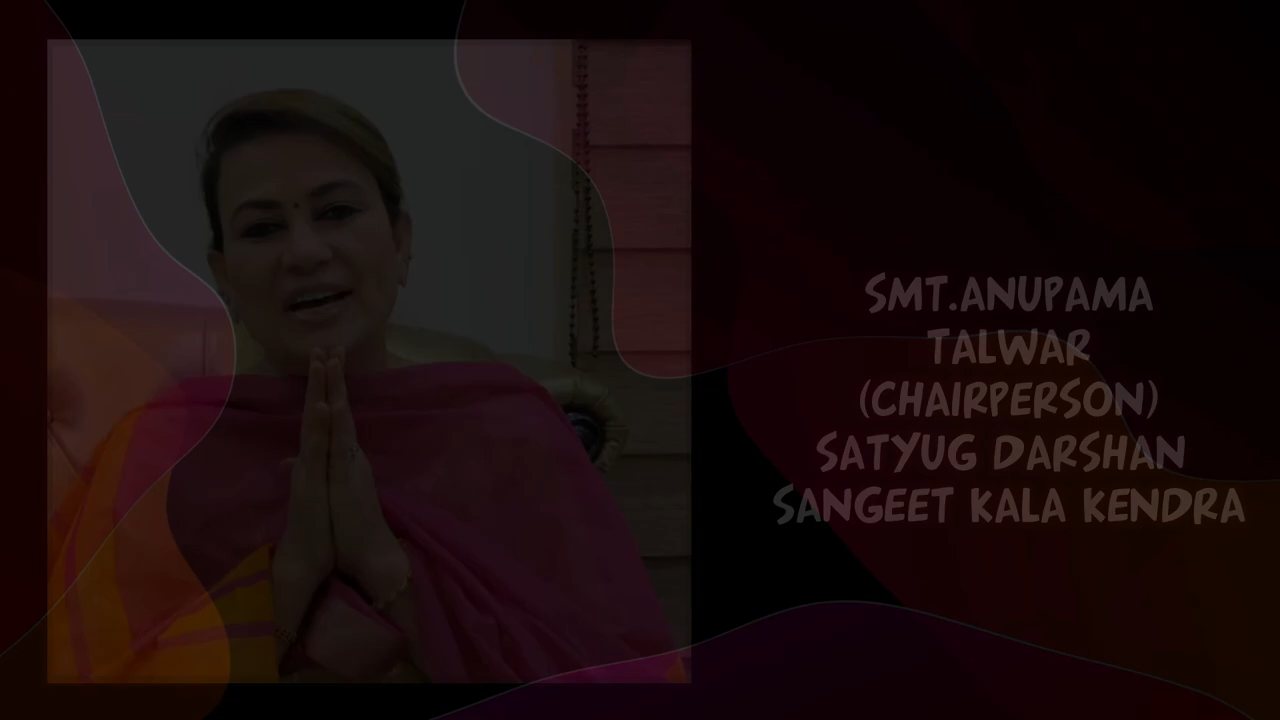 SMT.ANUPAMA
TALWAR
(CHAIRPERSON)
SATYUG DARSHAN
SANGEET KALA KENDRA